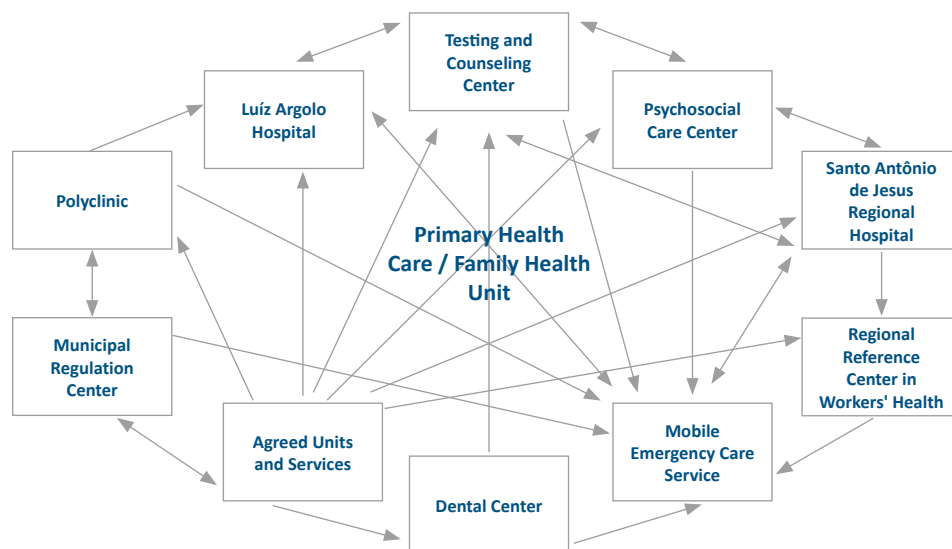 Testing and
Counseling
Center
Luíz Argolo
Hospital
Psychosocial
Care Center
Polyclinic
Santo Antônio
de Jesus
Regional
Hospital
Primary Health
Care / Family Health
Unit
Municipal
Regulation
Center
Regional
Reference
Center in
Workers' Health
Agreed Units
and Services
Mobile
Emergency Care
Service
Dental Center